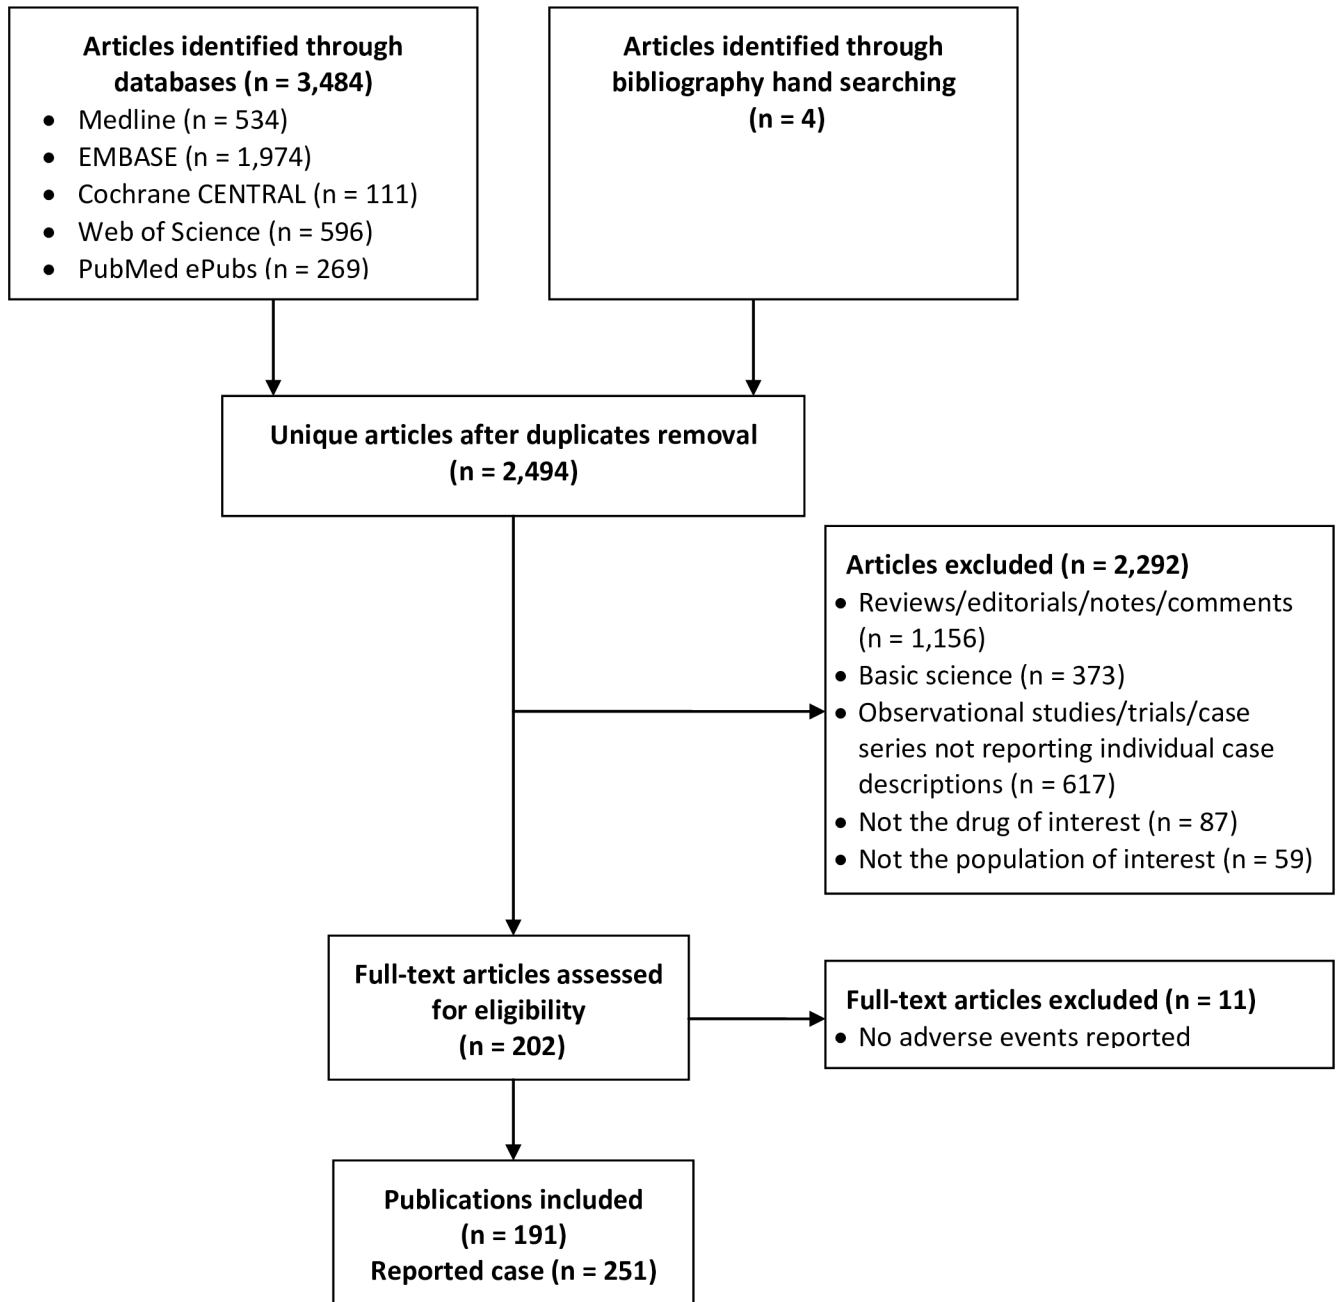 Articles identified through
databases (n = 3,484)
• Medline (n = 534)
• EMBASE (n = 1,974)
• Cochrane CENTRAL (n = 111)
• Web of Science (n = 596)
• PubMed ePubs (n = 269)
Articles identified through
bibliography hand searching
(n = 4)
Unique articles after duplicates removal
(n = 2,494)
Articles excluded (n = 2,292)
• Reviews/editorials/notes/comments
(n = 1,156)
• Basic science (n = 373)
• Observational studies/trials/case
series not reporting individual case
descriptions (n = 617)
• Not the drug of interest (n = 87)
• Not the population of interest (n = 59)
Full-text articles assessed
for eligibility
(n = 202)
Full-text articles excluded (n = 11)
• No adverse events reported
Publications included
(n = 191)
Reported case (n = 251)